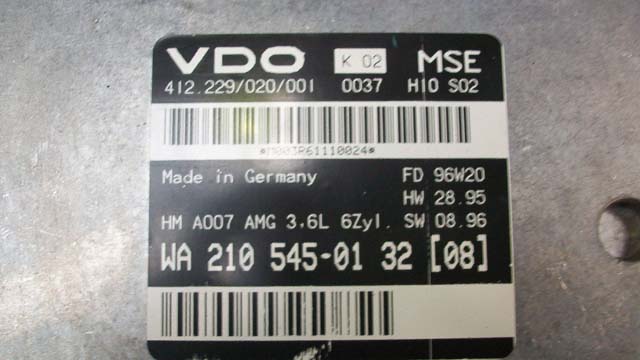 VDO K 02 MSE
412.229/020/001 0037 H10 S02
Made in Germany FD 96W20
HW 28.95
HM A007 AMG 3.6L 6Zyl. SW 08.96
WA 210 545-01 32 [08]